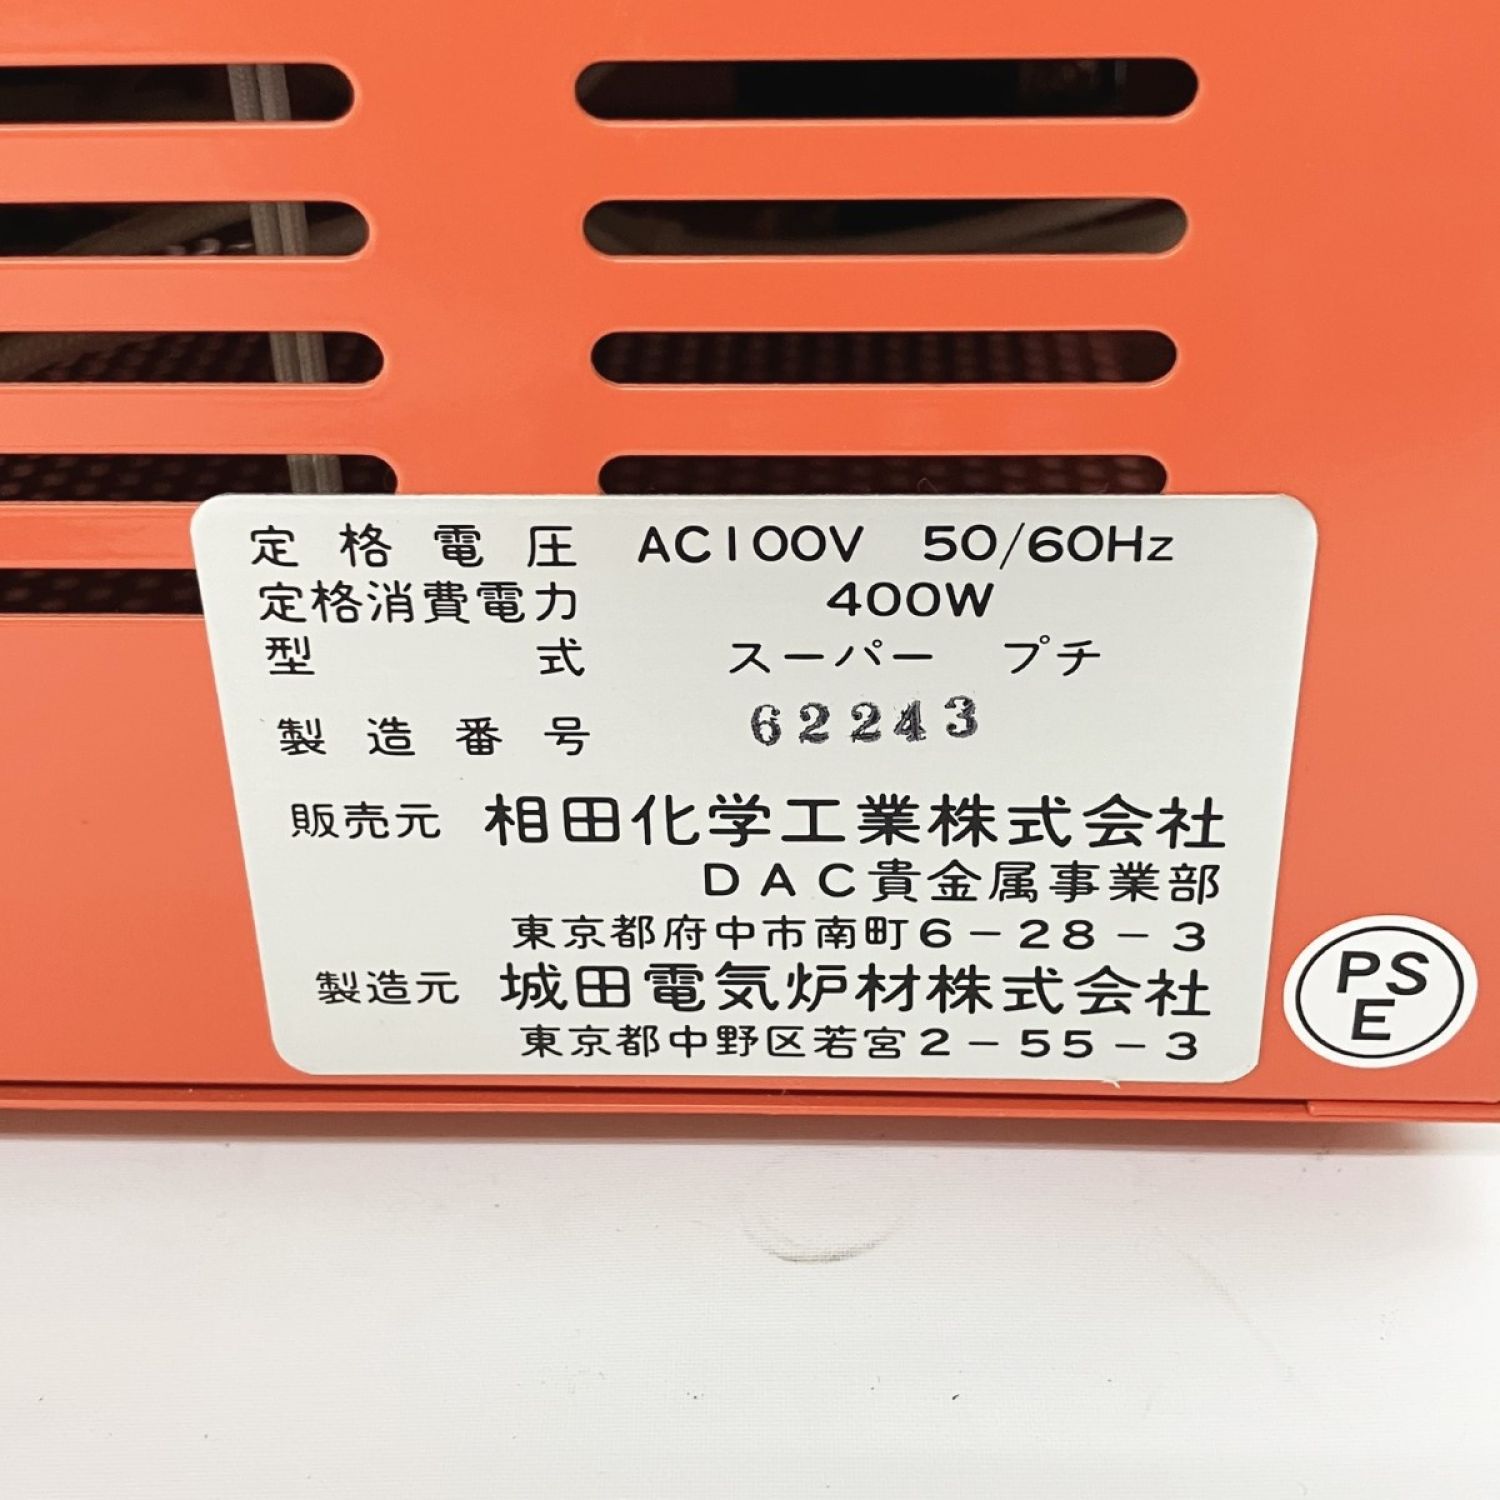 定格電圧 AC100V 50/60Hz
定格消費電力 400W
型式 スーパー プチ
製造番号 62243
販売元 相田化学工業株式会社
DAC貴金属事業部
東京都府中市南町6-28-3
製造元 城田電気炉材株式会社
東京都中野区若宮2-55-3
PS
E